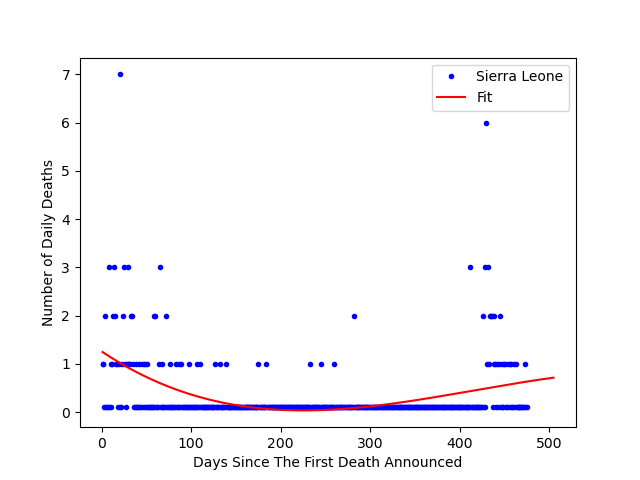 Sierra Leone
Fit
7
6
5
4
3
2
1
0
Number of Daily Deaths
0 100 200 300 400 500
Days Since The First Death Announced